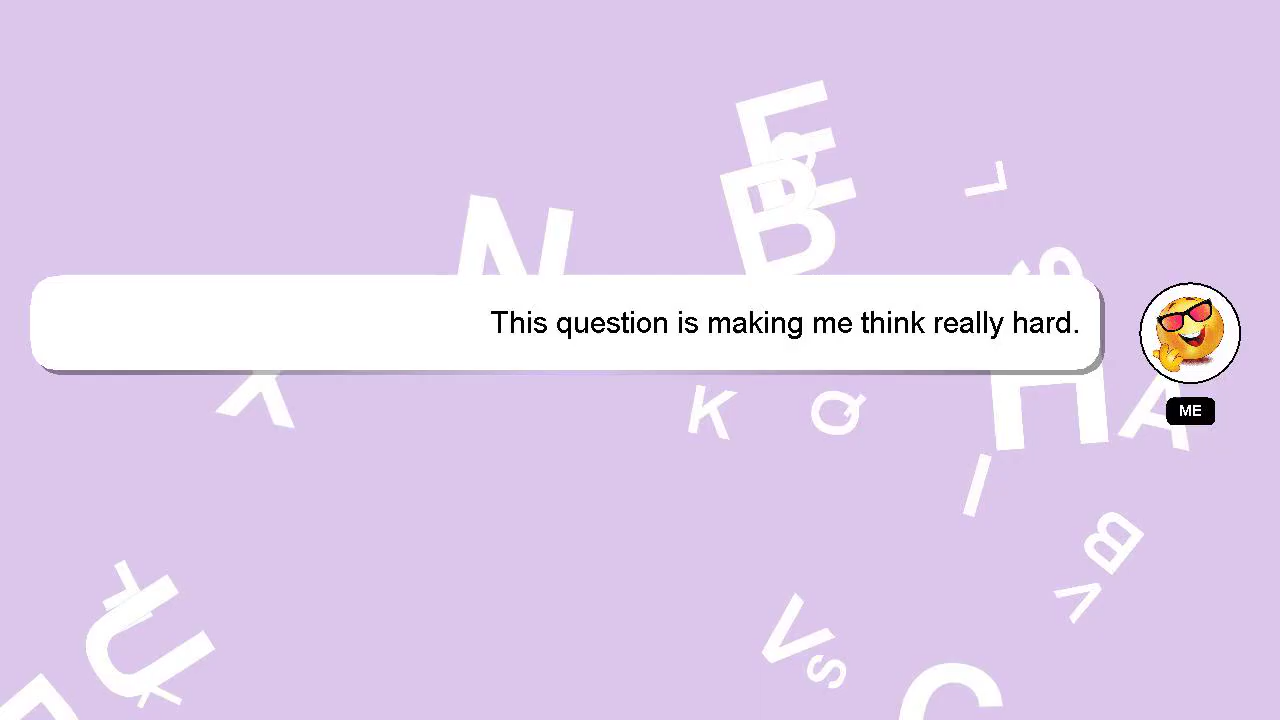 This question is making me think really hard.
ME
E
B
L
S
N
X
K
Q
H
A
I
B
V
U
V
S
C